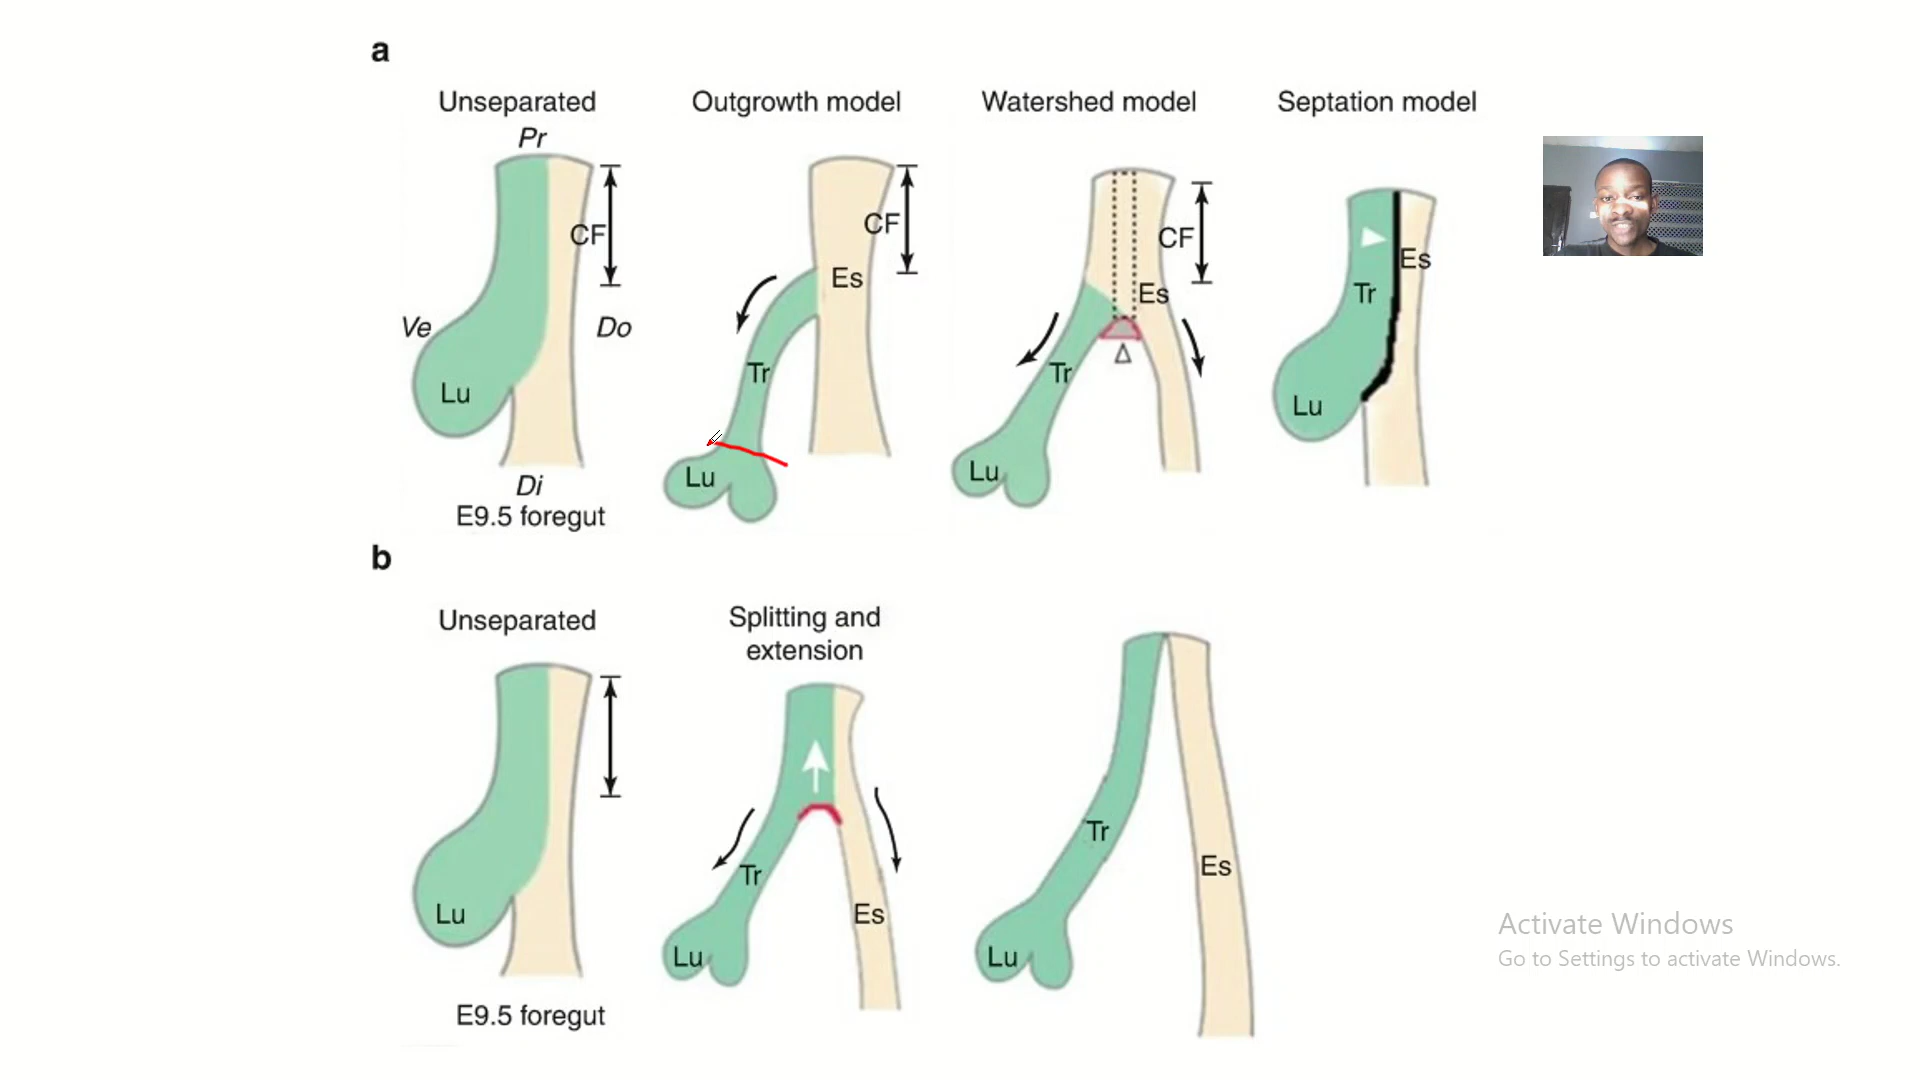 a
Unseparated
Outgrowth model
Watershed model
Septation model
Pr
CF
Ve
Do
Lu
Di
E9.5 foregut
CF
Es
Tr
Lu
CF
Es
Tr
Δ
Lu
Es
Tr
Lu
b
Unseparated
Lu
E9.5 foregut
Splitting and
extension
Tr
Es
Lu
Tr
Es
Lu
Activate Windows
Go to Settings to activate Windows.